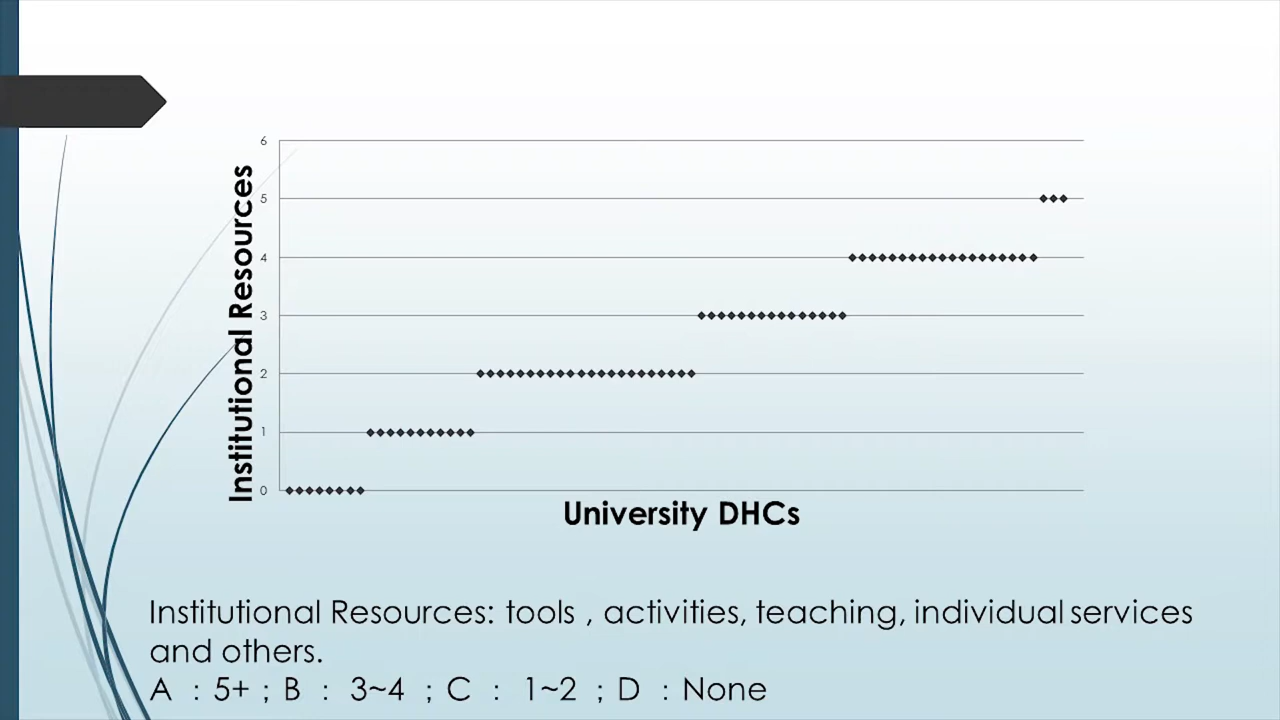 6
5
4
3
2
1
0
Institutional Resources
University DHCs
Institutional Resources: tools , activities, teaching, individual services
and others.
A : 5+ ; B : 3~4 ; C : 1~2 ; D : None